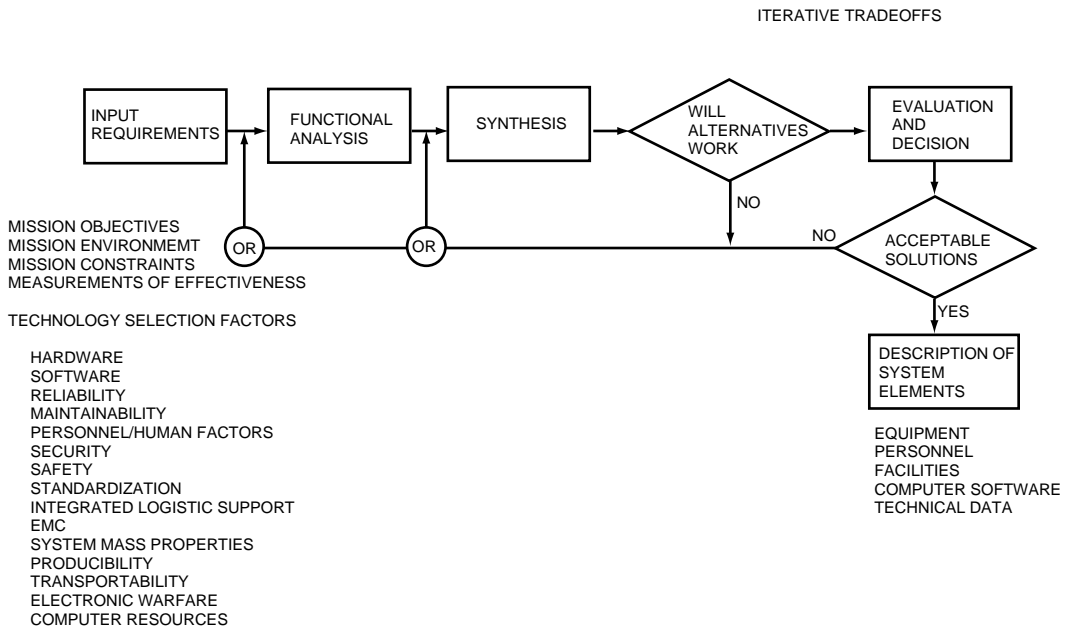 ITERATIVE TRADEOFFS
INPUT
REQUIREMENTS
FUNCTIONAL
ANALYSIS
SYNTHESIS
WILL
ALTERNATIVES
WORK
EVALUATION
AND
DECISION
NO
OR
OR
NO
ACCEPTABLE
SOLUTIONS
YES
DESCRIPTION OF
SYSTEM
ELEMENTS
EQUIPMENT
PERSONNEL
FACILITIES
COMPUTER SOFTWARE
TECHNICAL DATA
MISSION OBJECTIVES
MISSION ENVIRONMEMT
MISSION CONSTRAINTS
MEASUREMENTS OF EFFECTIVENESS
TECHNOLOGY SELECTION FACTORS
HARDWARE
SOFTWARE
RELIABILITY
MAINTAINABILITY
PERSONNEL/HUMAN FACTORS
SECURITY
SAFETY
STANDARDIZATION
INTEGRATED LOGISTIC SUPPORT
EMC
SYSTEM MASS PROPERTIES
PRODUCIBILITY
TRANSPORTABILITY
ELECTRONIC WARFARE
COMPUTER RESOURCES